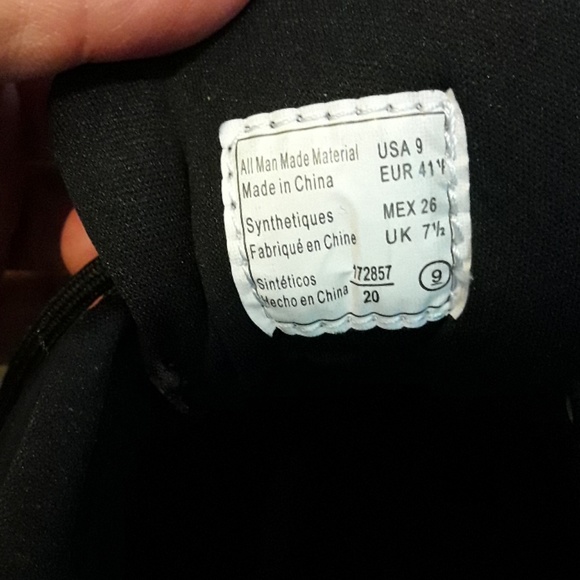 All Man Made Material
Made in China
USA 9
EUR 41½
Synthetiques
Fabriqué en Chine
MEX 26
UK 7½
Sintéticos
Hecho en China
172857
20
9